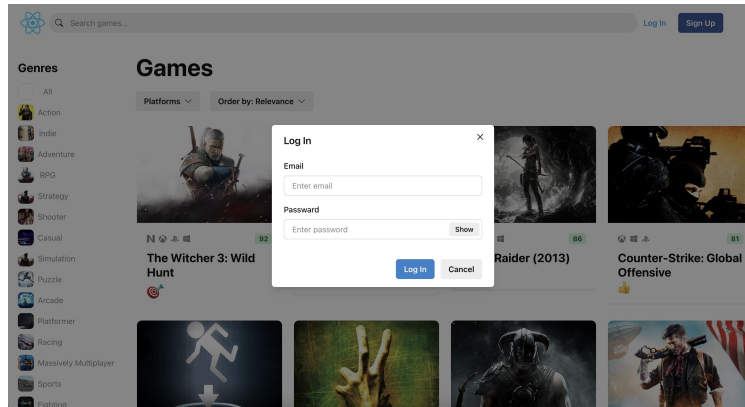 Search games...
Log In
Sign Up
Genres
All
Action
Indie
Adventure
RPG
Strategy
Shooter
Casual
Simulation
Puzzle
Arcade
Platformer
Racing
Massively Multiplayer
Sports
Fighting
Games
Platforms
Order by: Relevance
92
The Witcher 3: Wild
Hunt
86
Raider (2013)
81
Counter-Strike: Global
Offensive
Log In
Email
Enter email
Passward
Enter password
Show
Log In
Cancel